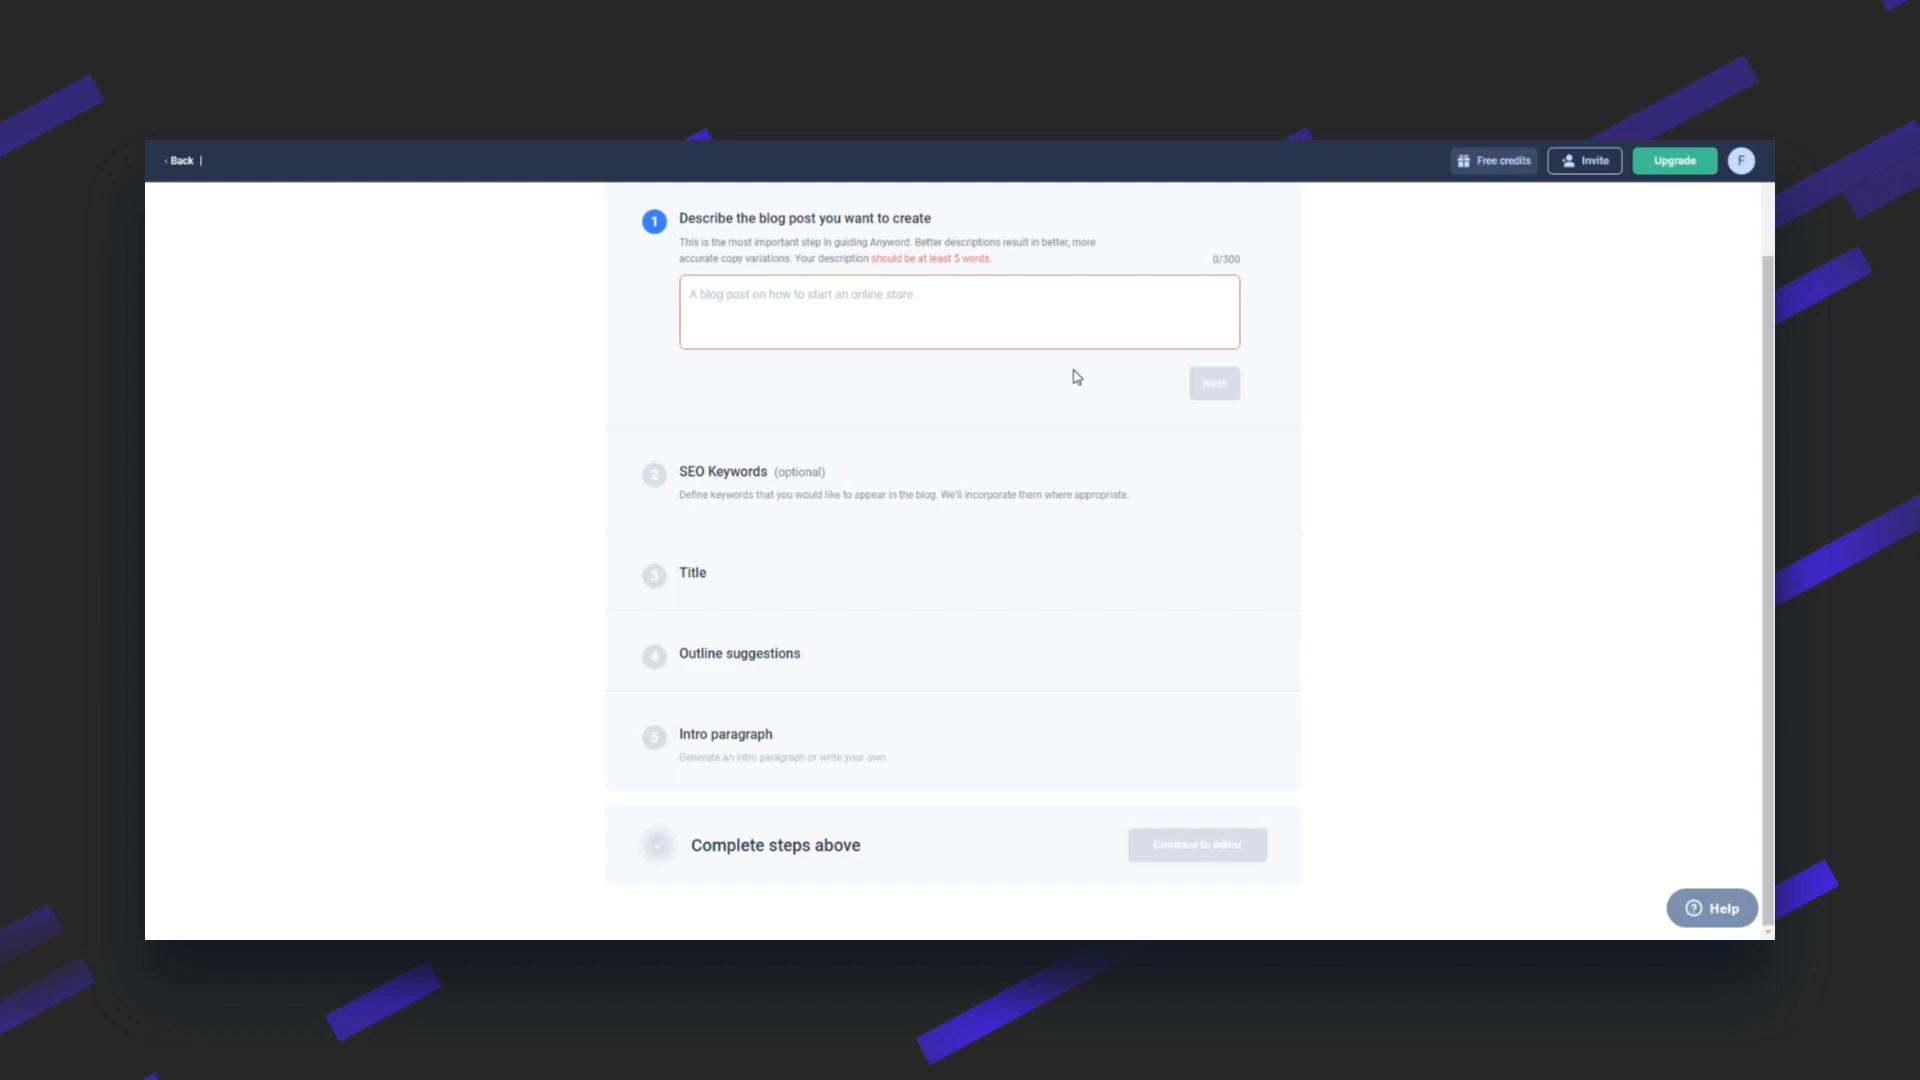 ‹ Back |
Free credits
Invite
Upgrade
F
1
Describe the blog post you want to create
This is the most important step in guiding Anyword. Better descriptions result in better, more
accurate copy variations. Your description should be at least 5 words.
0/300
A blog post on how to start an online store
Next
2
SEO Keywords (optional)
Define keywords that you would like to appear in the blog. We'll incorporate them where appropriate.
3
Title
4
Outline suggestions
5
Intro paragraph
Generate an intro paragraph or write your own
Complete steps above
Continue to editor
? Help